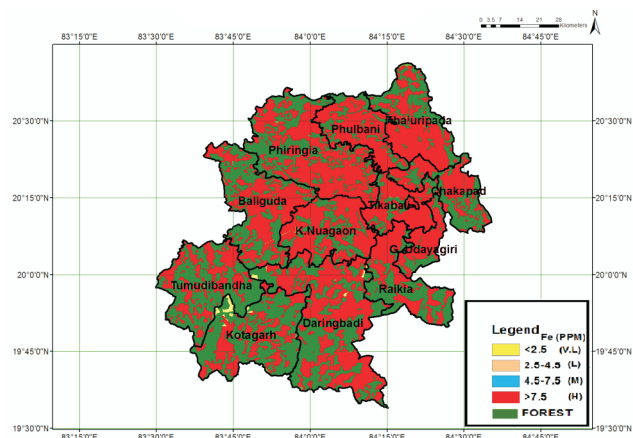 N
0 3.5 7 14 21 28
Kilometers
83°15'0"E 83°30'0"E 83°45'0"E 84°0'0"E 84°15'0"E 84°30'0"E 84°45'0"E
20°30'0"N 20°30'0"N
20°15'0"N 20°15'0"N
20°0'0"N 20°0'0"N
19°45'0"N 19°45'0"N
19°30'0"N 19°30'0"N
Khajuripada
Phulbani
Phiringia
Chakapad
Baliguda
Tikabali
K.Nuagaon
G.Udayagiri
Tumudibandha
Raikia
Daringbadi
Kotagarh
Legend Fe (PPM)
<2.5 (V.L)
2.5-4.5 (L)
4.5-7.5 (M)
>7.5 (H)
FOREST
83°15'0"E 83°30'0"E 83°45'0"E 84°0'0"E 84°15'0"E 84°30'0"E 84°45'0"E